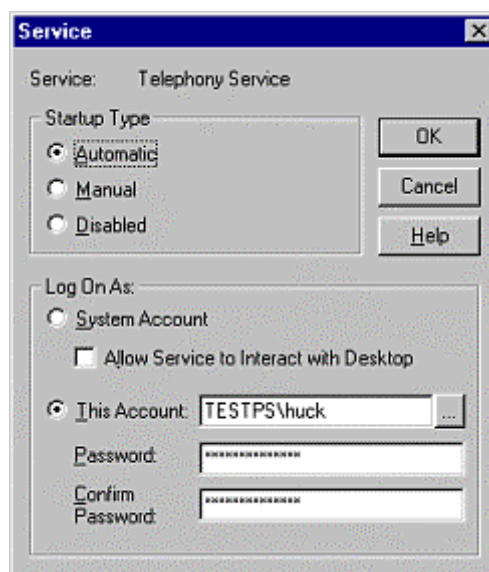 Service
Service: Telephony Service
Startup Type
Automatic
Manual
Disabled
OK
Cancel
Help
Log On As:
System Account
Allow Service to Interact with Desktop
This Account: TESTPS\huck ...
Password: **************
Confirm
Password: **************